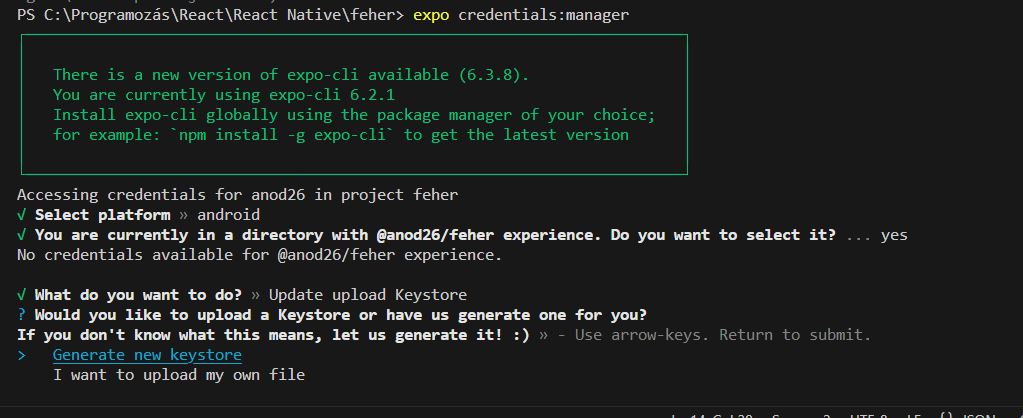 PS C:\Programozás\React\React Native\feher> expo credentials:manager
There is a new version of expo-cli available (6.3.8).
You are currently using expo-cli 6.2.1
Install expo-cli globally using the package manager of your choice;
for example: `npm install -g expo-cli` to get the latest version
Accessing credentials for anod26 in project feher
√ Select platform » android
√ You are currently in a directory with @anod26/feher experience. Do you want to select it? ... yes
No credentials available for @anod26/feher experience.
√ What do you want to do? » Update upload Keystore
? Would you like to upload a Keystore or have us generate one for you?
If you don't know what this means, let us generate it! :) » - Use arrow-keys. Return to submit.
> Generate new keystore
I want to upload my own file